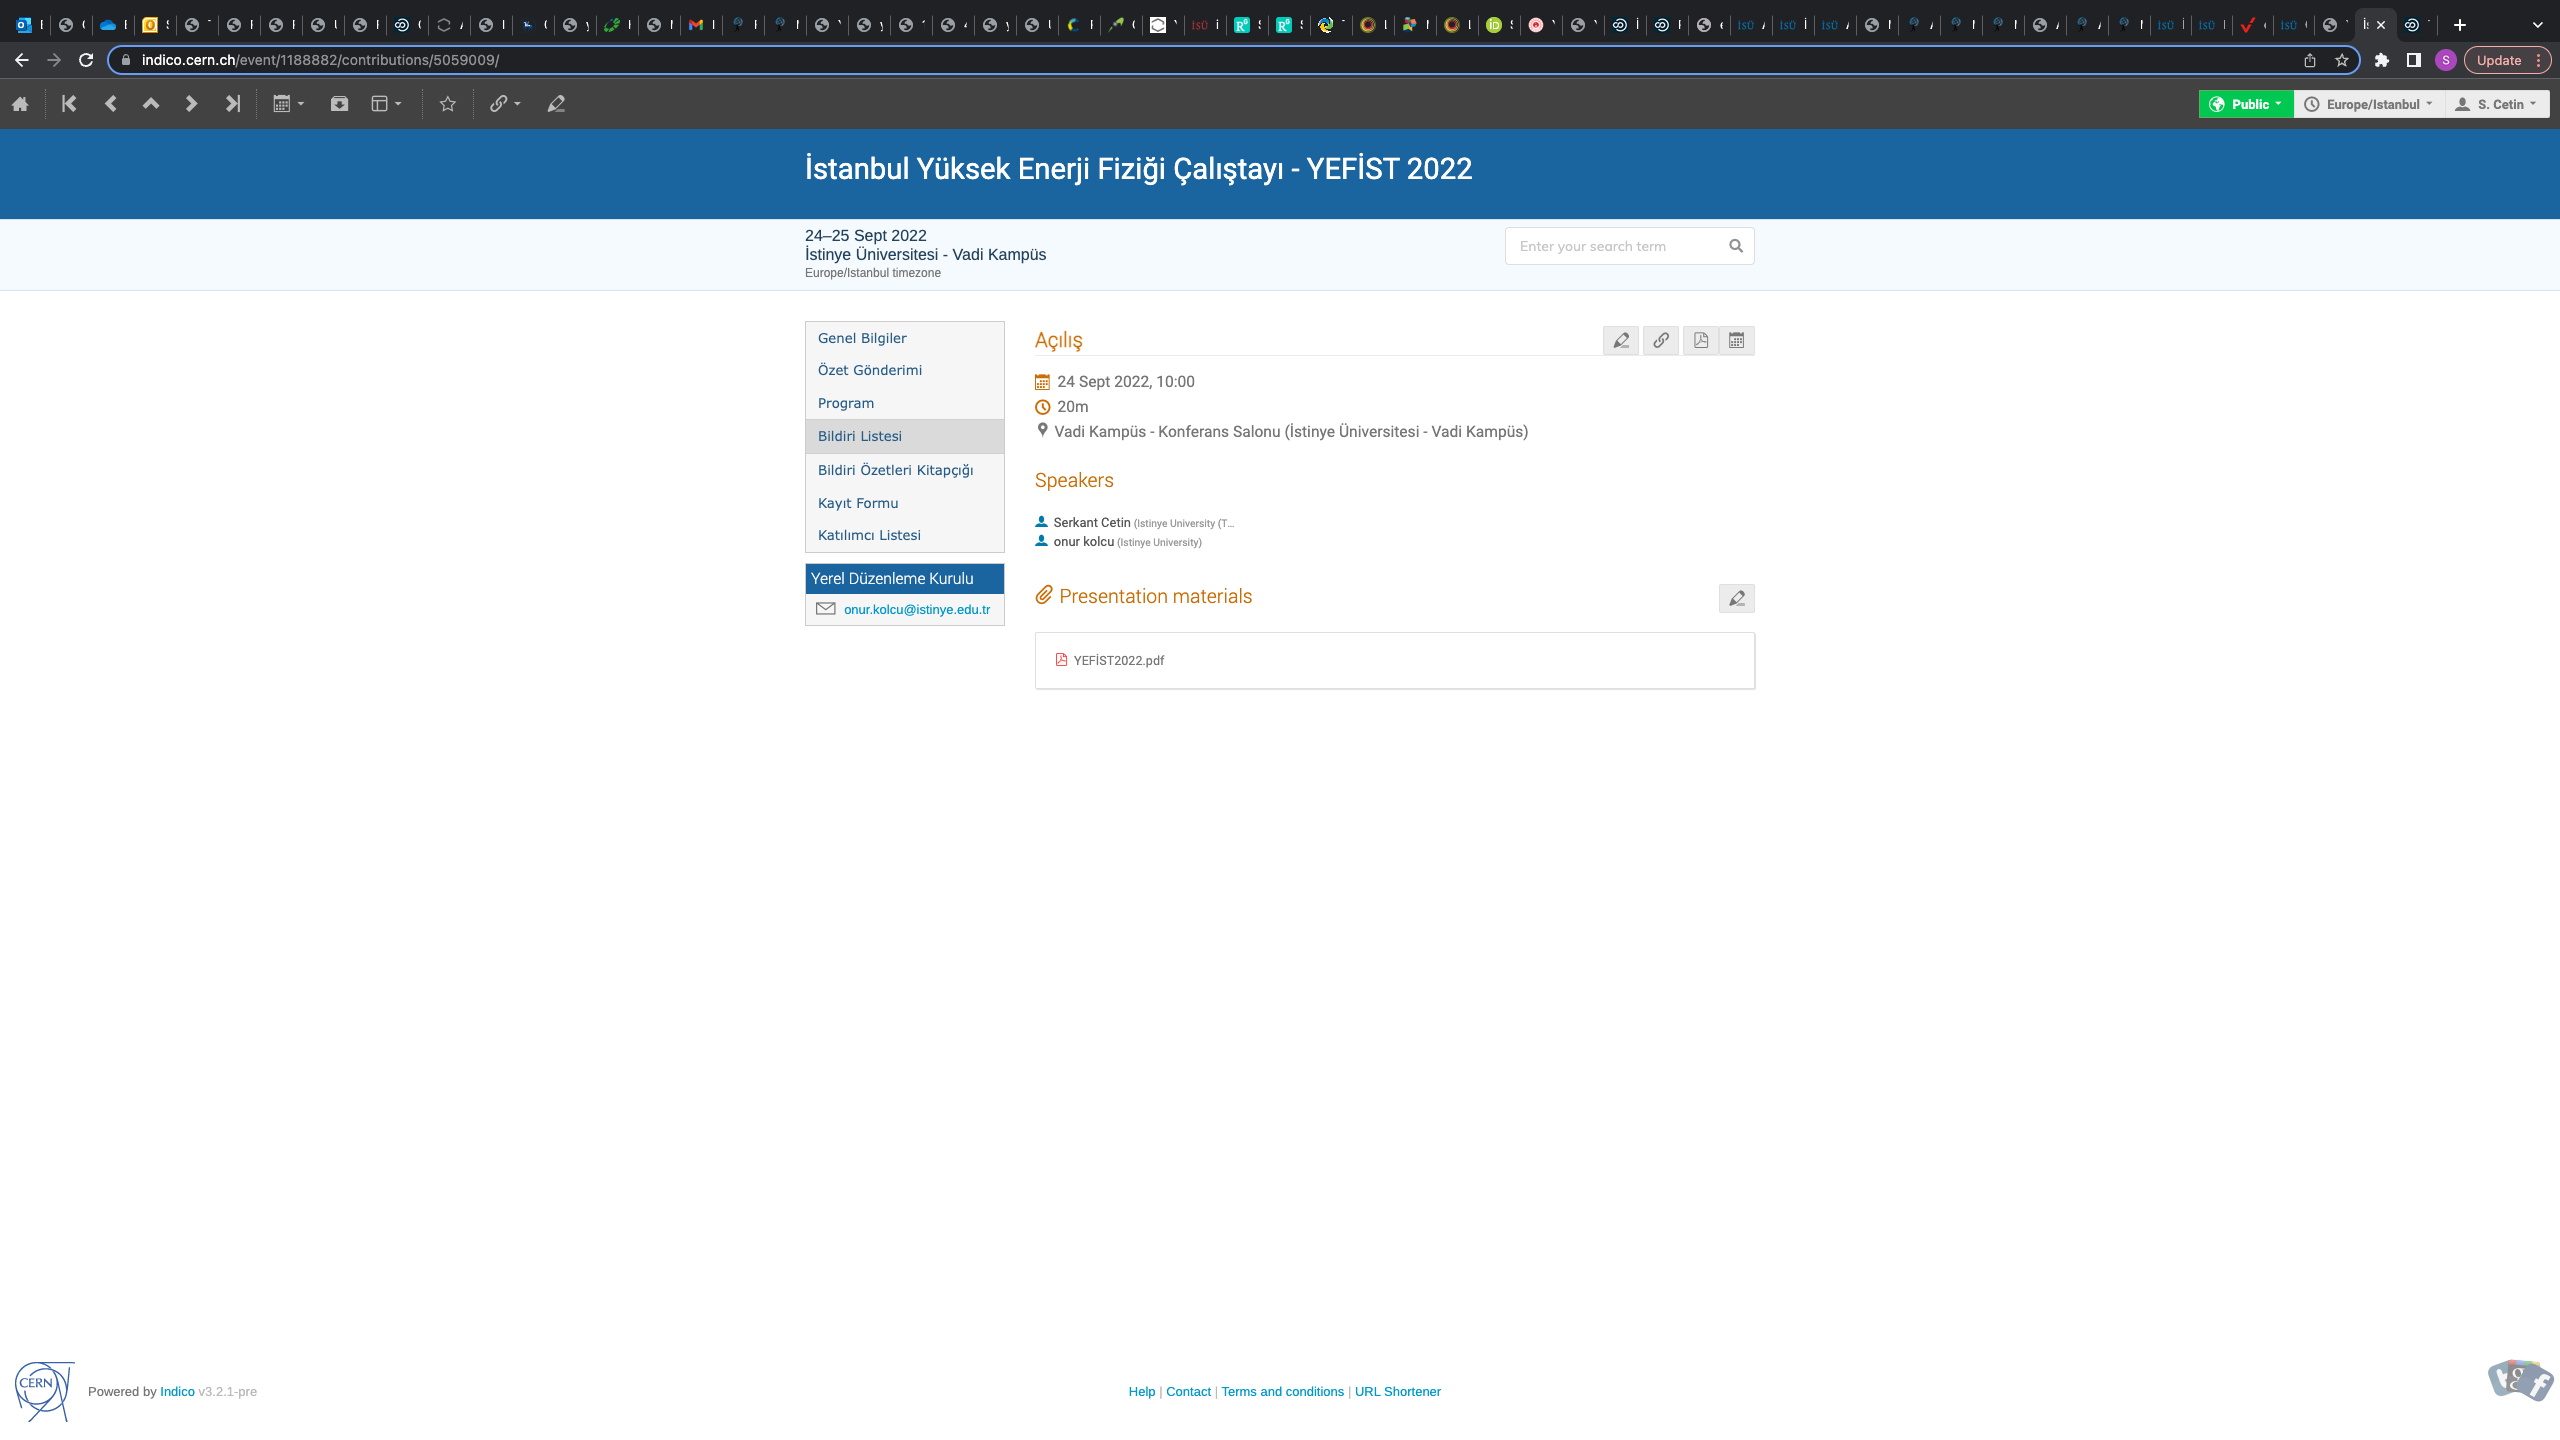 indico.cern.ch/event/1188882/contributions/5059009/
Update
Public
Europe/Istanbul
S. Cetin
İstanbul Yüksek Enerji Fiziği Çalıştayı - YEFİST 2022
24–25 Sept 2022
İstinye Üniversitesi - Vadi Kampüs
Europe/Istanbul timezone
Enter your search term
Genel Bilgiler
Özet Gönderimi
Program
Bildiri Listesi
Bildiri Özetleri Kitapçığı
Kayıt Formu
Katılımcı Listesi
Yerel Düzenleme Kurulu
onur.kolcu@istinye.edu.tr
Açılış
24 Sept 2022, 10:00
20m
Vadi Kampüs - Konferans Salonu (İstinye Üniversitesi - Vadi Kampüs)
Speakers
Serkant Cetin (Istinye University (T...
onur kolcu (Istinye University)
Presentation materials
YEFİST2022.pdf
CERN
Powered by Indico v3.2.1-pre
Help | Contact | Terms and conditions | URL Shortener